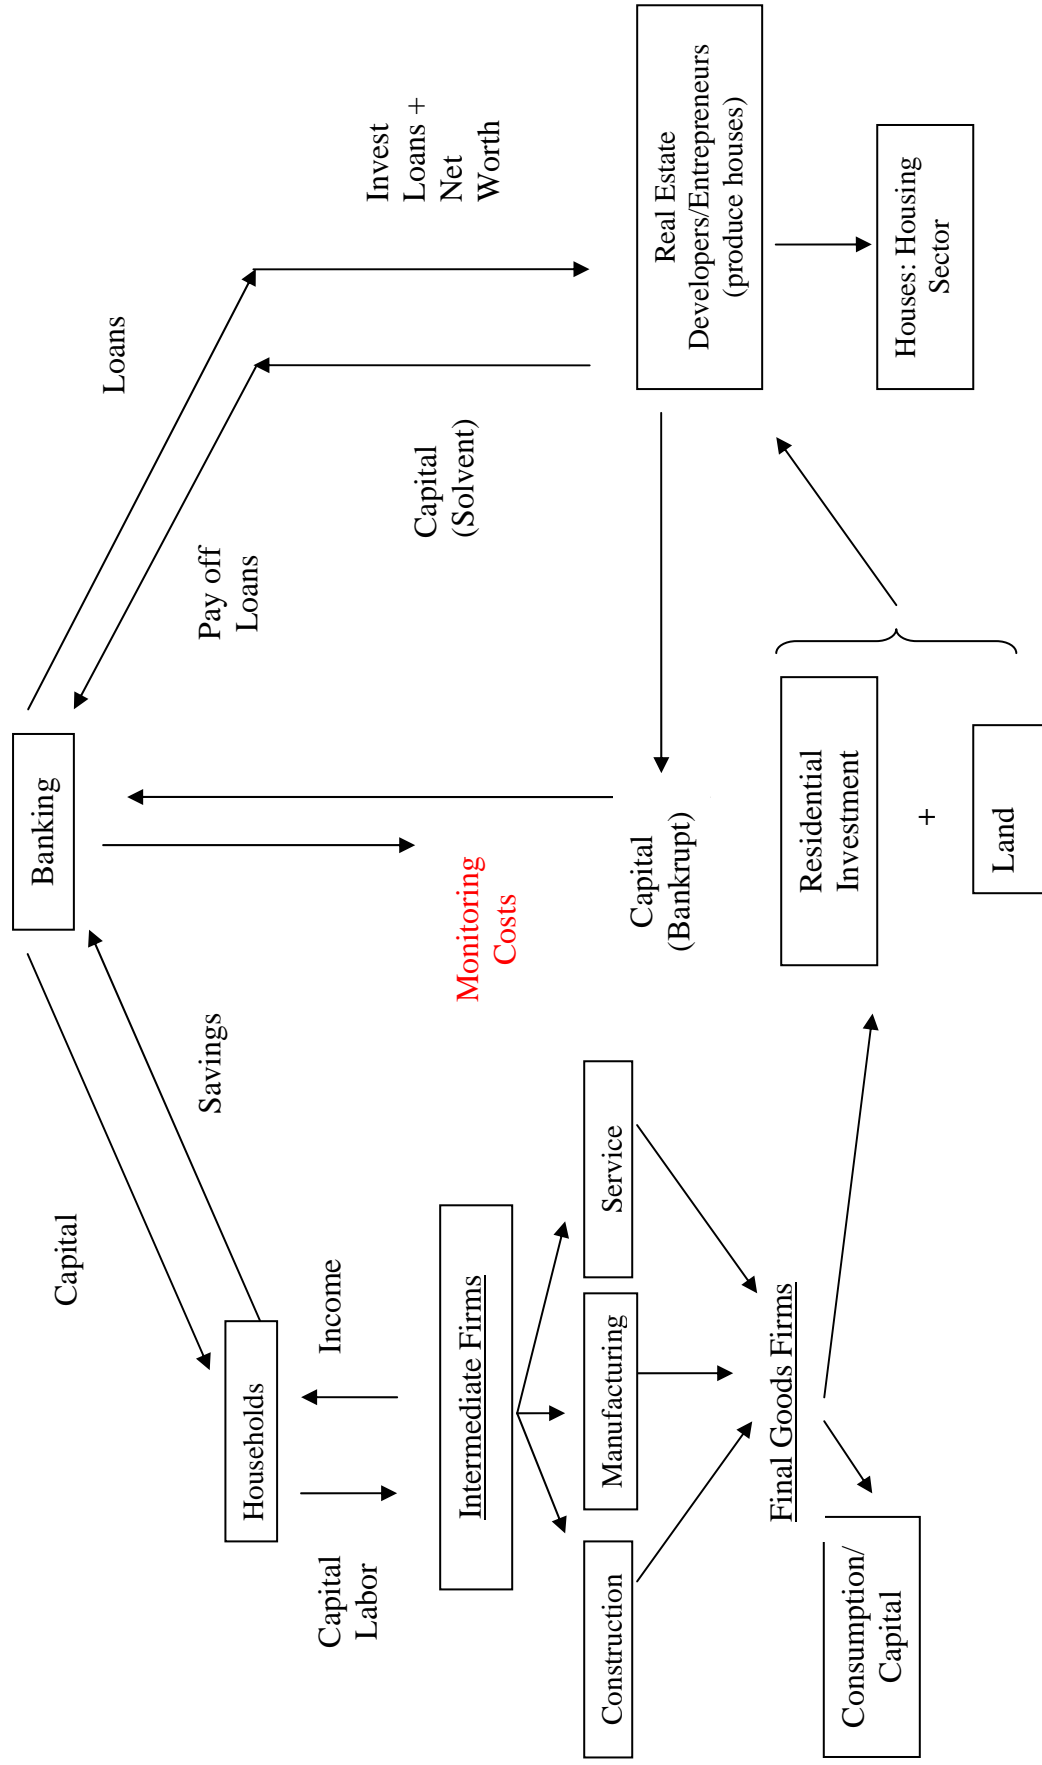 Banking
Capital
Savings
Loans
Pay off
Loans
Households
Capital
Labor
Income
Monitoring
Costs
Capital
(Solvent)
Invest
Loans +
Net
Worth
Intermediate Firms
Construction
Manufacturing
Service
Capital
(Bankrupt)
Real Estate
Developers/Entrepreneurs
(produce houses)
Final Goods Firms
Residential
Investment
+
Land
Consumption/
Capital
Houses: Housing
Sector